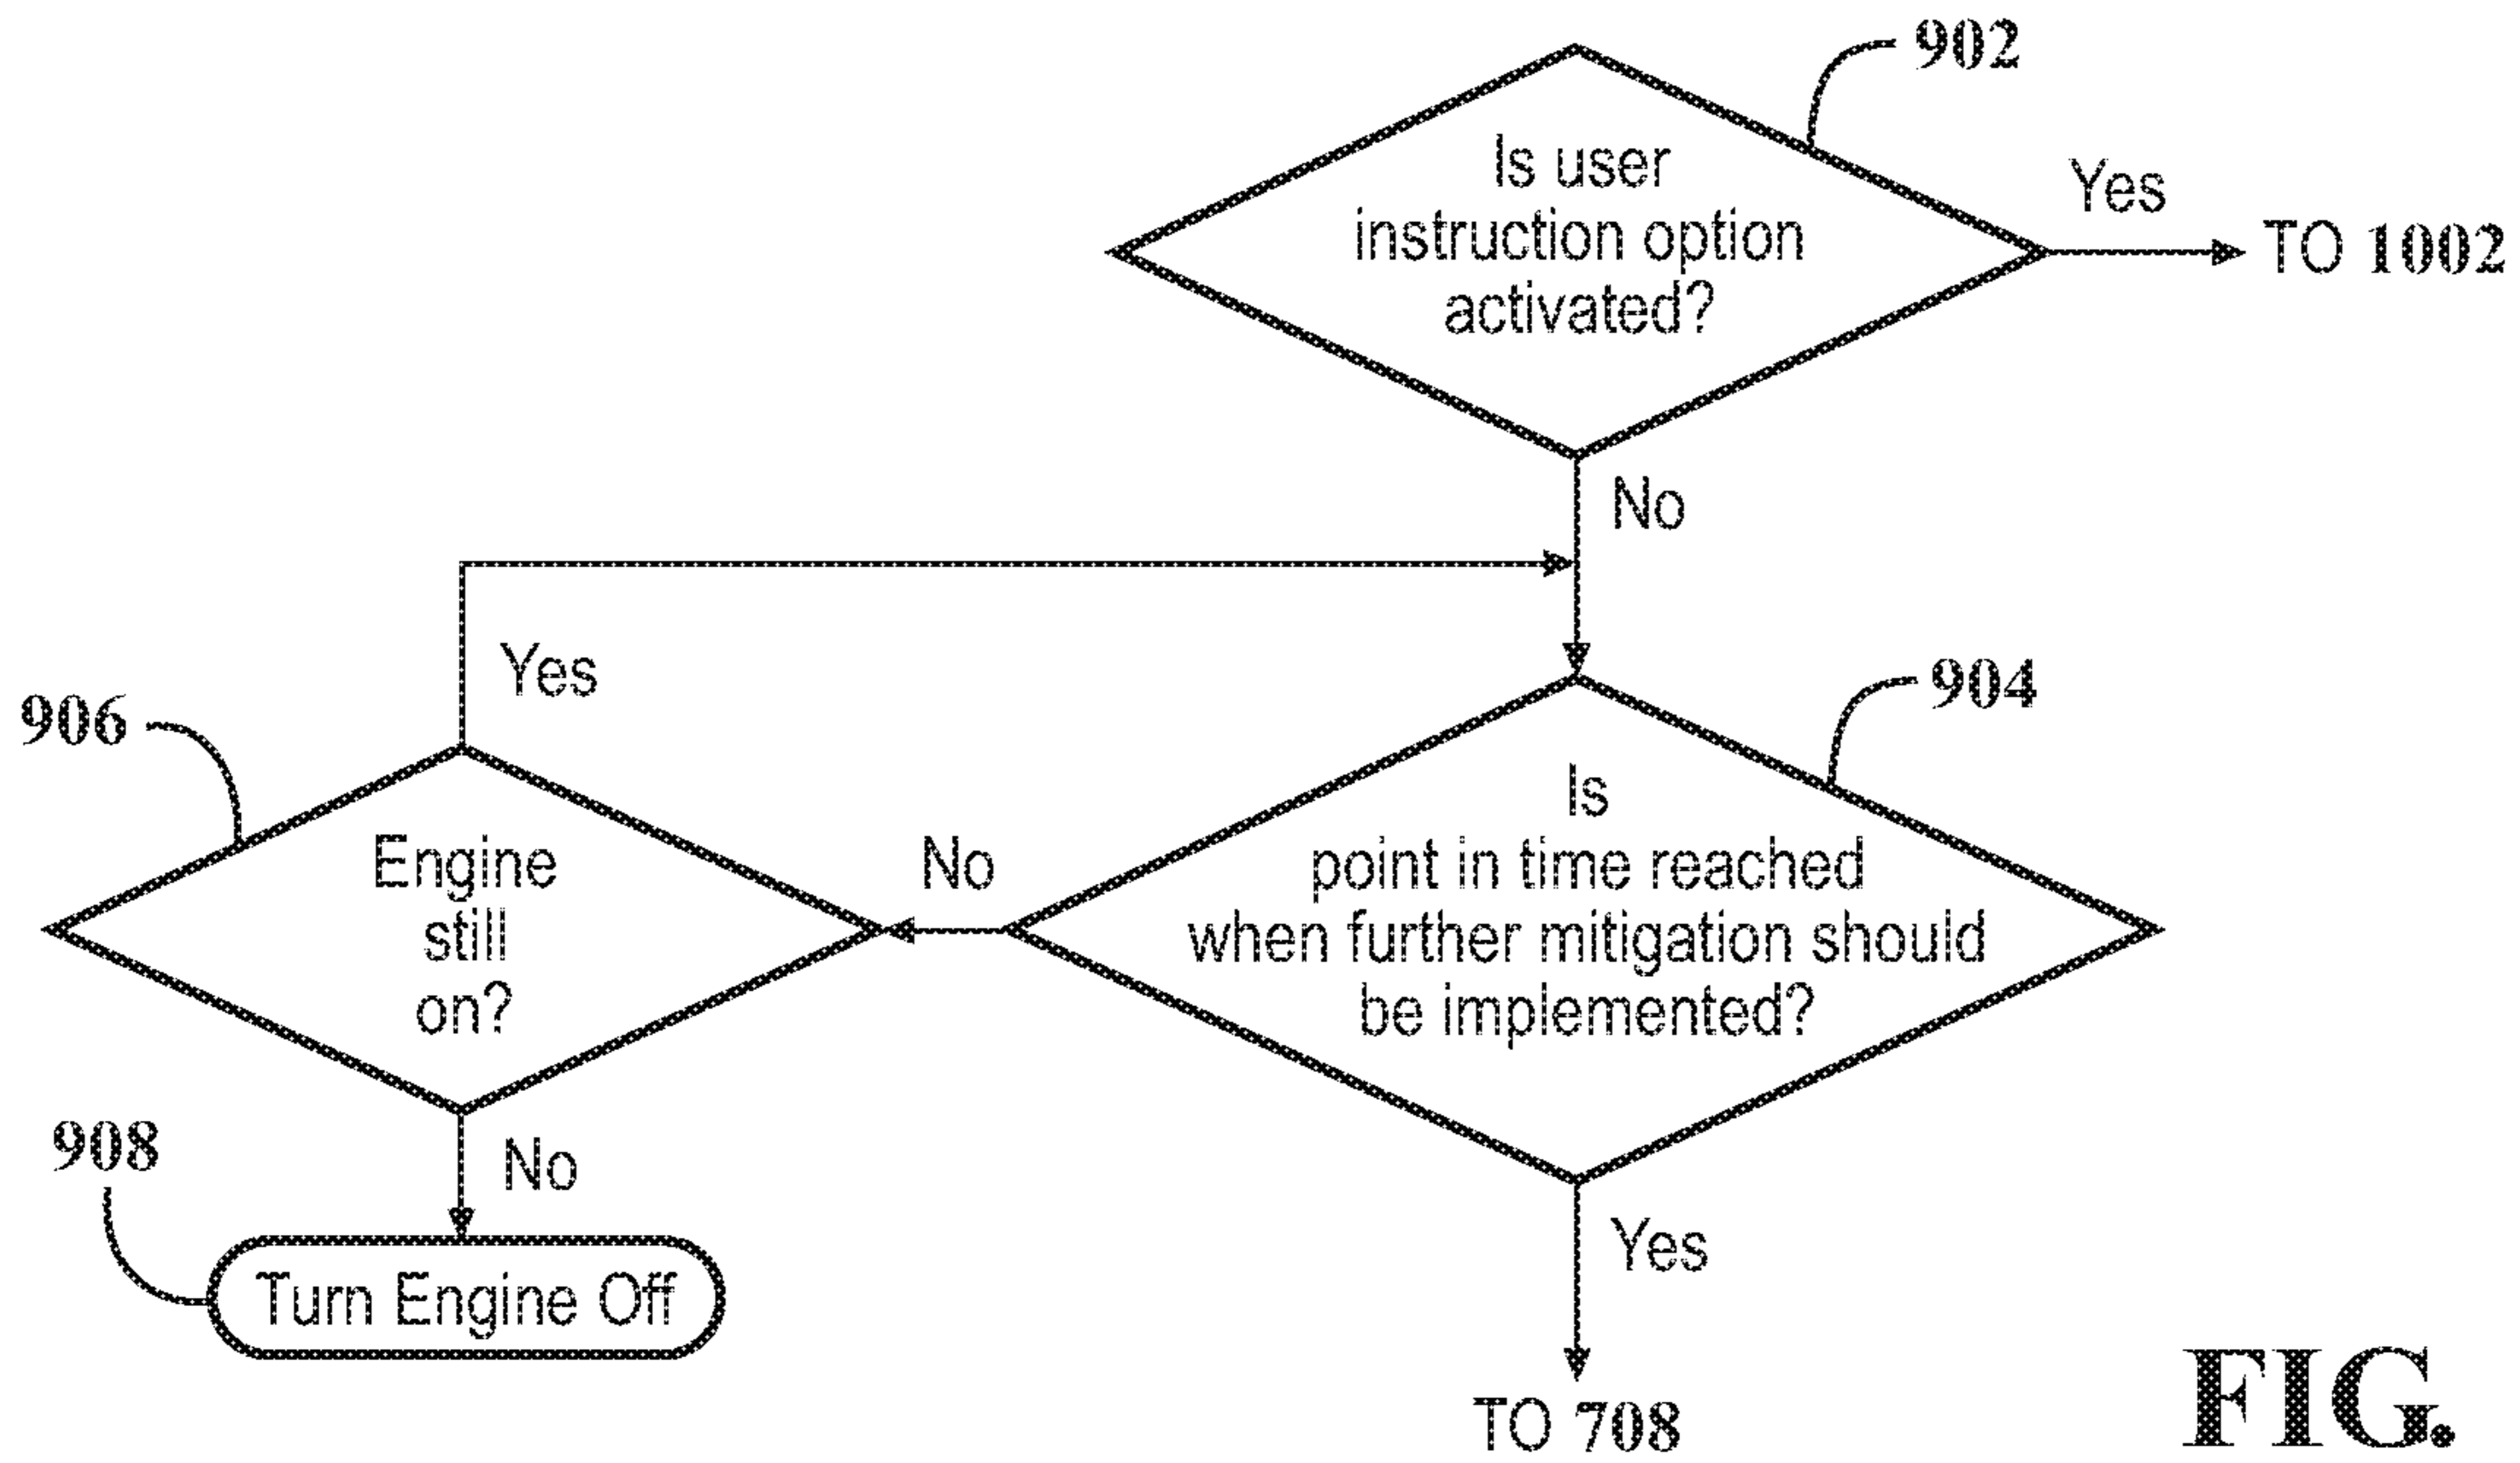 902
Is user
instruction option
activated?
Yes
TO 1002
No
Yes
906
904
Engine
still
on?
No
Is
point in time reached
when further mitigation should
be implemented?
908
No
Turn Engine Off
Yes
TO 708
FIG.